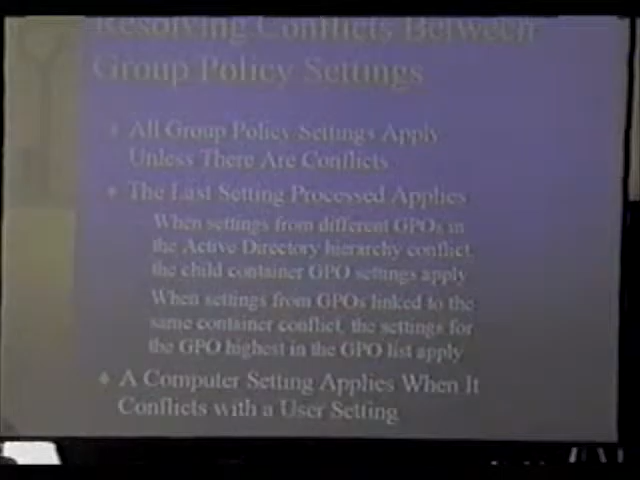 Resolving Conflicts Between
Group Policy Settings
All Group Policy Settings Apply
Unless There Are Conflicts
The Last Setting Processed Applies
When settings from different GPOs in
the Active Directory hierarchy conflict,
the child container GPO settings apply
When settings from GPOs linked to the
same container conflict, the settings for
the GPO highest in the GPO list apply
A Computer Setting Applies When It
Conflicts with a User Setting